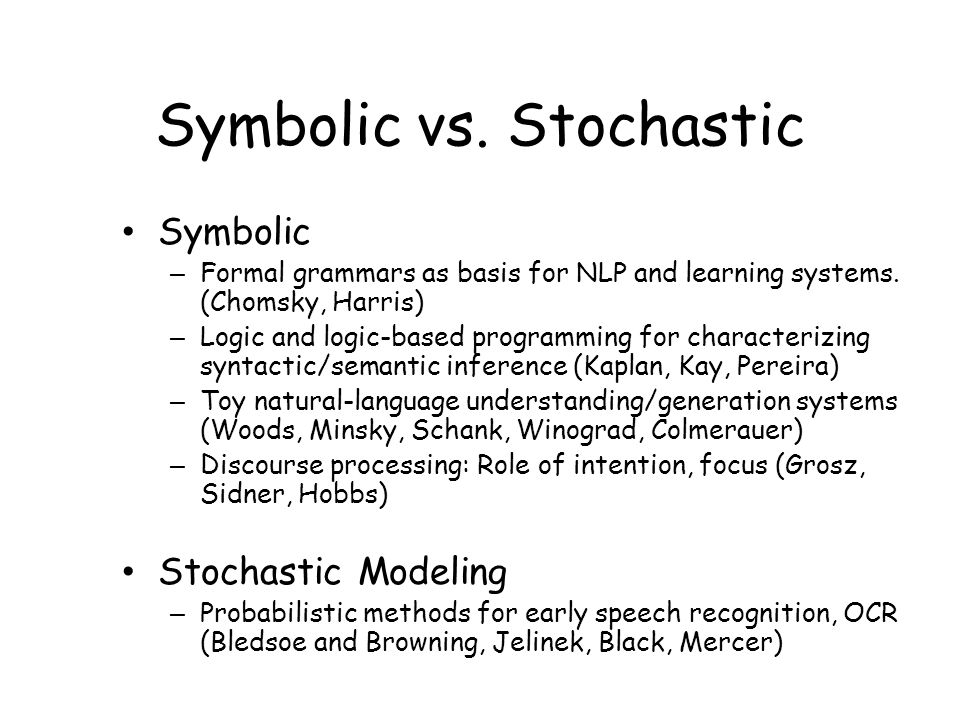 Symbolic vs. Stochastic
• Symbolic
– Formal grammars as basis for NLP and learning systems.
(Chomsky, Harris)
– Logic and logic-based programming for characterizing
syntactic/semantic inference (Kaplan, Kay, Pereira)
– Toy natural-language understanding/generation systems
(Woods, Minsky, Schank, Winograd, Colmerauer)
– Discourse processing: Role of intention, focus (Grosz,
Sidner, Hobbs)
• Stochastic Modeling
– Probabilistic methods for early speech recognition, OCR
(Bledsoe and Browning, Jelinek, Black, Mercer)